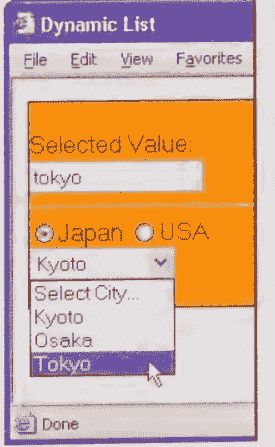 Dynamic List
File Edit View Favorites
Selected Value:
tokyo
Japan USA
Kyoto
Select City...
Kyoto
Osaka
Tokyo
Done